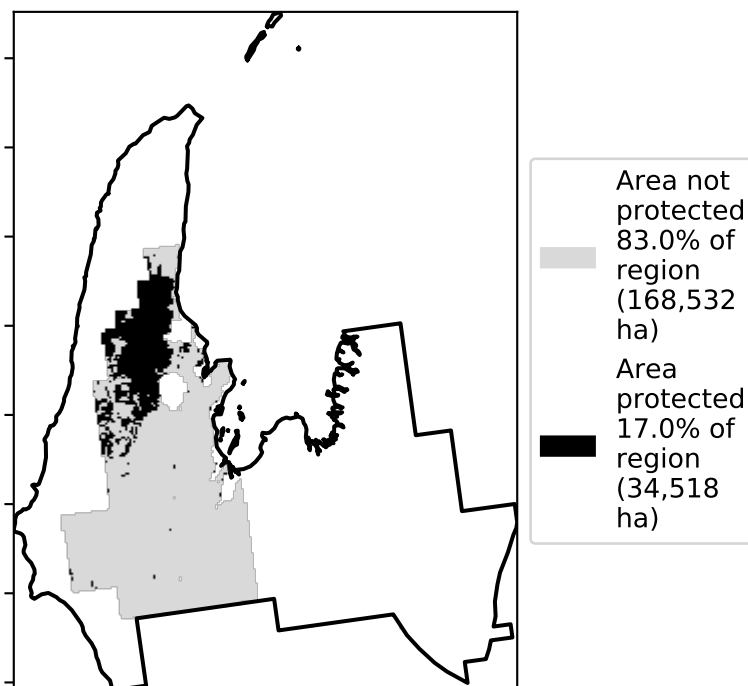 Area not
protected
83.0% of
region
(168,532
ha)
Area
protected
17.0% of
region
(34,518
ha)